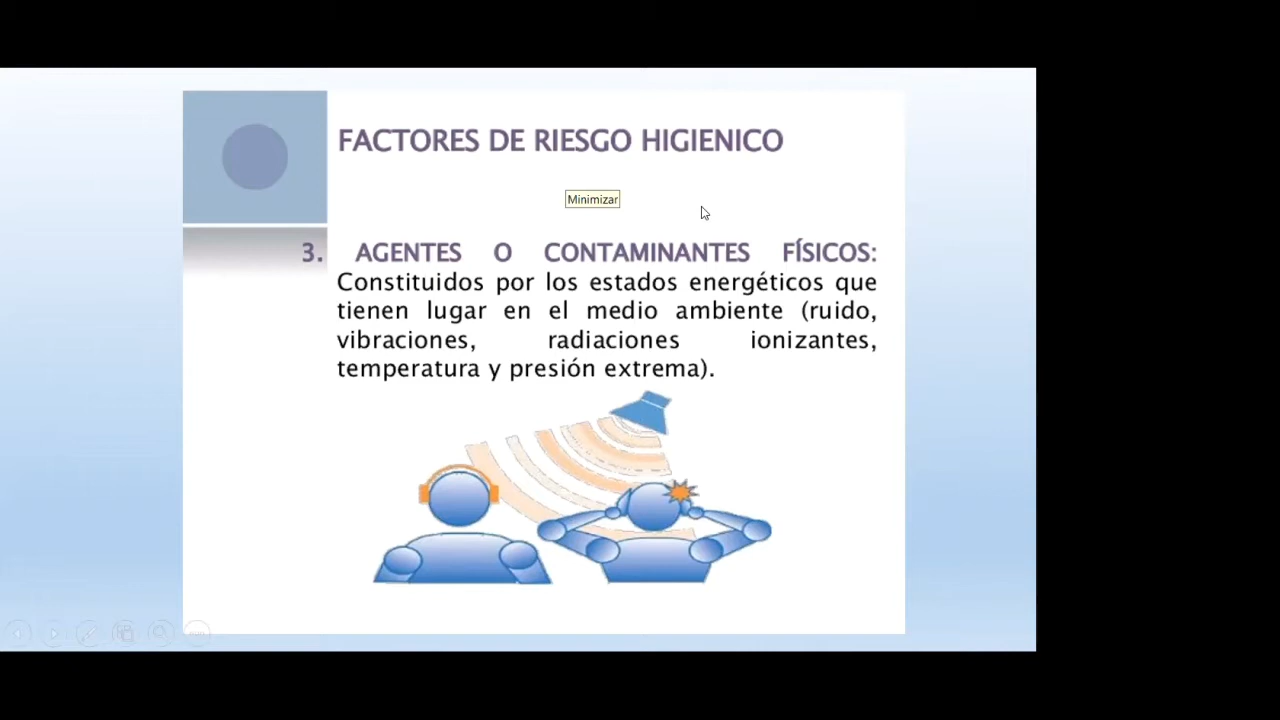 FACTORES DE RIESGO HIGIENICO
Minimizar
3. AGENTES O CONTAMINANTES FÍSICOS:
Constituidos por los estados energéticos que
tienen lugar en el medio ambiente (ruido,
vibraciones, radiaciones ionizantes,
temperatura y presión extrema).